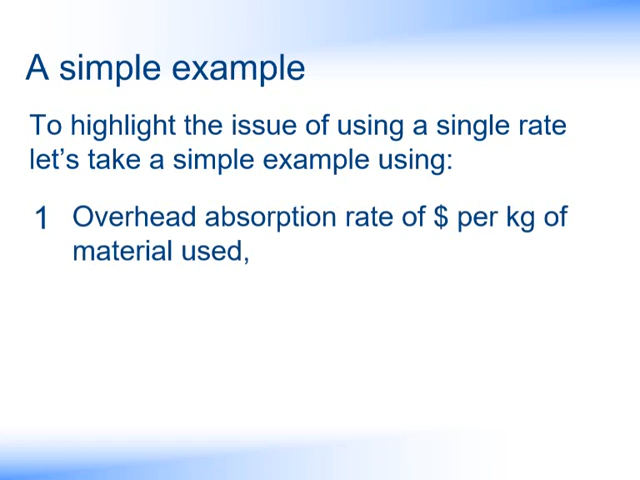 A simple example
To highlight the issue of using a single rate
let’s take a simple example using:
1 Overhead absorption rate of $ per kg of
material used,